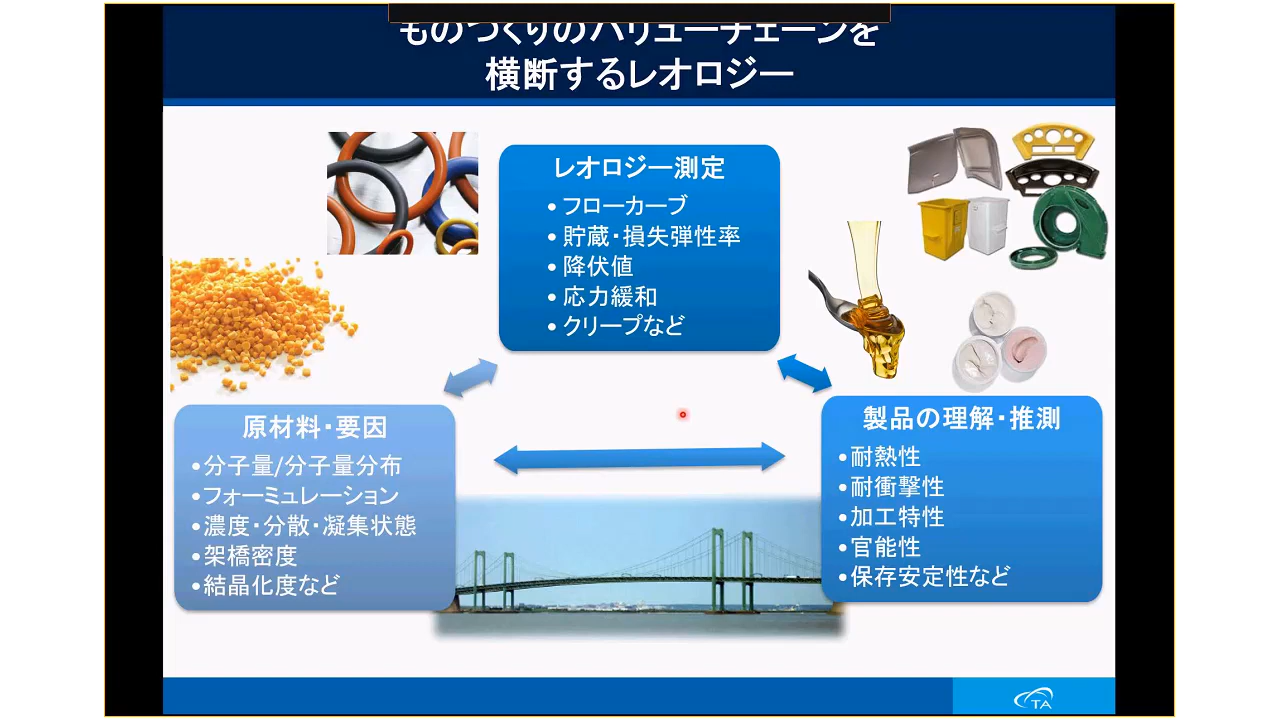 ものづくりのバリューチェーンを
横断するレオロジー
レオロジー測定
• フローカーブ
• 貯蔵・損失弾性率
• 降伏値
• 応力緩和
• クリープなど
原材料・要因
•分子量/分子量分布
•フォーミュレーション
•濃度・分散・凝集状態
•架橋密度
•結晶化度など
製品の理解・推測
•耐熱性
•耐衝撃性
•加工特性
•官能性
•保存安定性など
TA